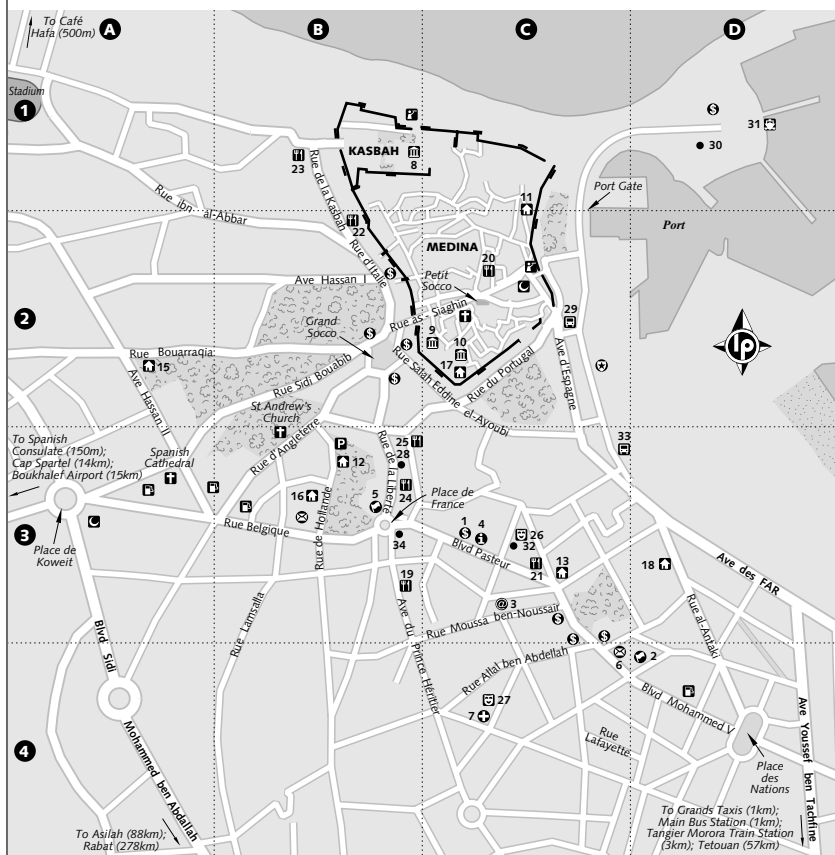 A
B
C
D
1
2
3
4
To Café
Hafa (500m)
Stadium
KASBAH
8
23
Rue de la Kasbah
Rue Ibn al-Abbar
22
Rue d'Italie
11
Port Gate
31
30
Port
MEDINA
20
Petit
Socco
Ave Hassan I
Rue as-Siaghin
Grand
Socco
29
9
10
17
Rue Bouarraqia
15
Rue Sidi Bouabib
Rue Salah Eddine el-Ayoubi
Rue du Portugal
Ave d'Espagne
lp
Ave Hassan II
St Andrew's
Church
To Spanish
Consulate (150m);
Cap Spartel (14km);
Boukhalef Airport (15km)
Spanish
Cathedral
Rue d'Angleterre
P
12
Rue de la Liberté
25
28
24
33
16
5
Place de
France
Rue de Hollande
Rue Belgique
34
1
4
26
32
Blvd Pasteur
21
13
18
Ave des FAR
Place de
Koweit
19
@ 3
Rue Moussa ben-Noussair
Rue Lamsalla
Ave du Prince Héritier
Rue Allal ben Abdellah
6
2
Rue al-Antaki
Blvd Sidi
Mohammed ben Abdallah
27
7
Blvd Mohammed V
Rue
Lafayette
Place
des
Nations
Ave Youssef ben Tachfine
To Asilah (88km);
Rabat (278km)
To Grands Taxis (1km);
Main Bus Station (1km);
Tangier Morora Train Station
(3km); Tetouan (57km)